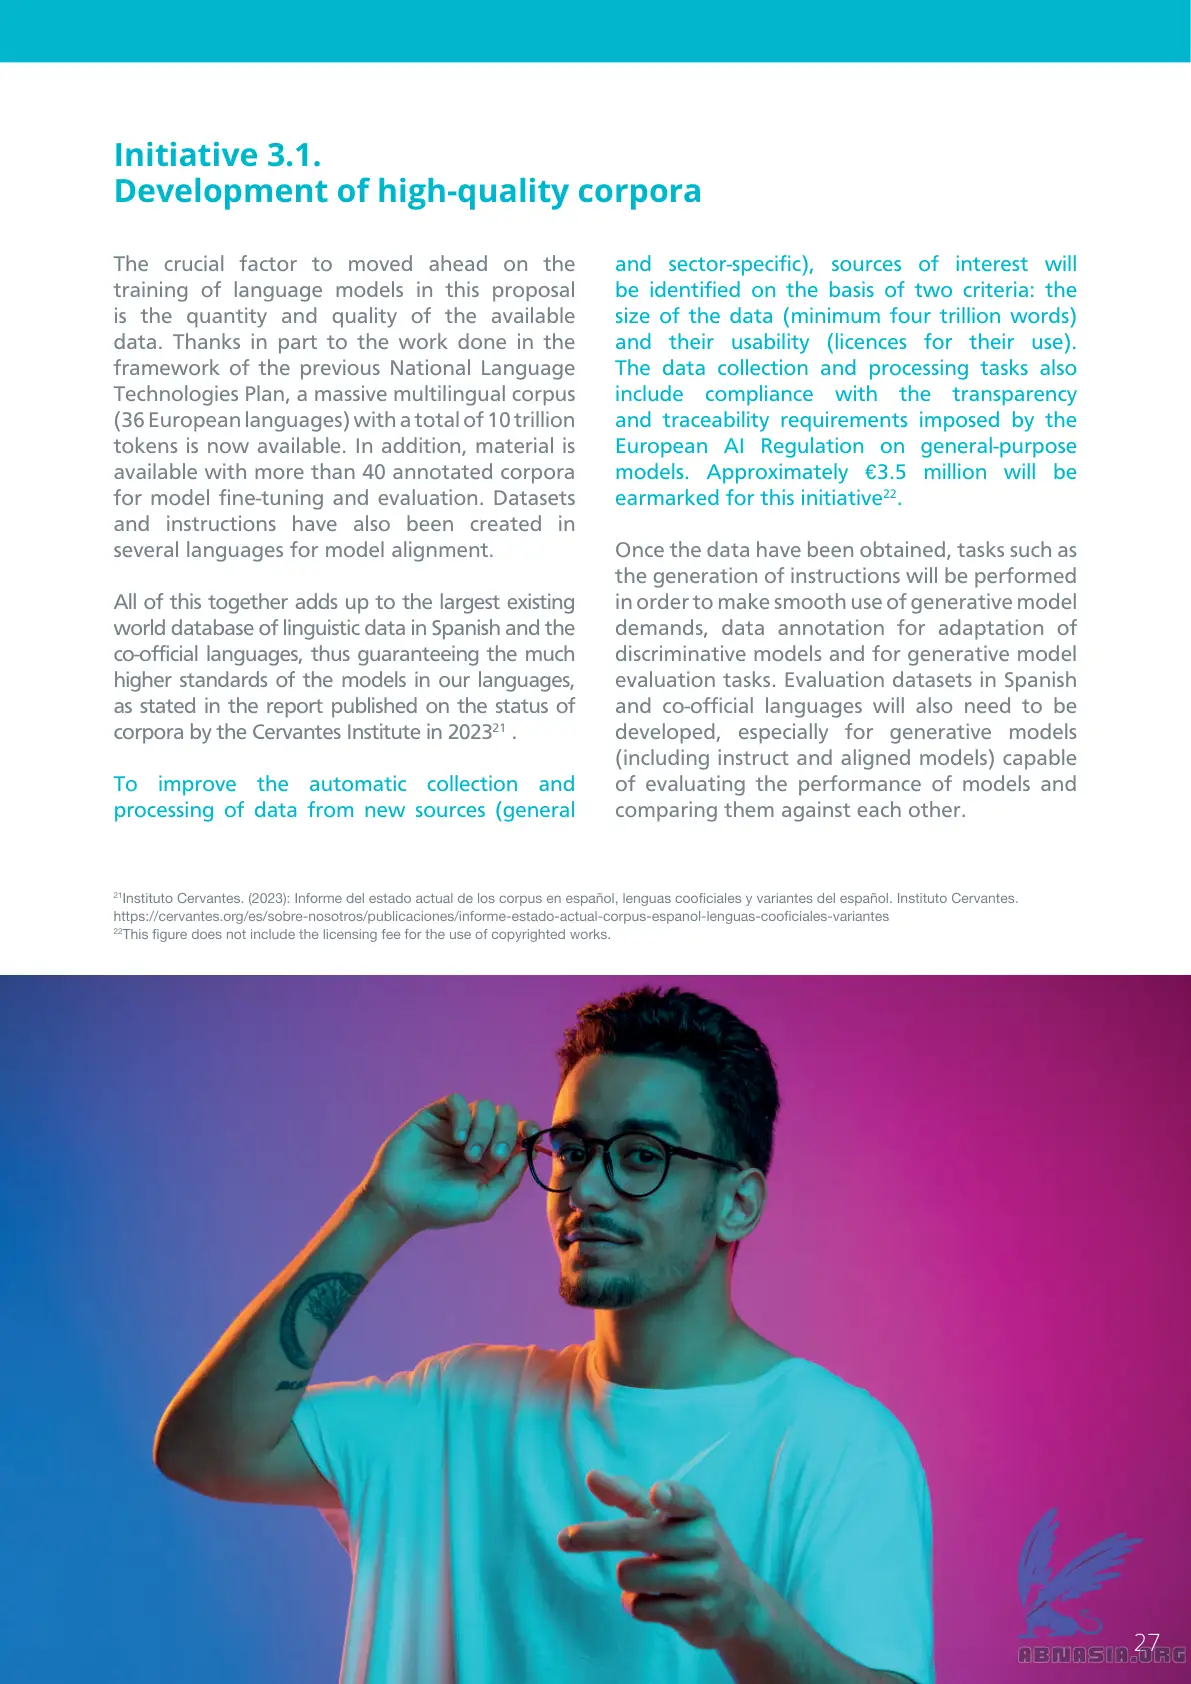 Initiative 3.1.
Development of high-quality corpora
The crucial factor to moved ahead on the
training of language models in this proposal
is the quantity and quality of the available
data. Thanks in part to the work done in the
framework of the previous National Language
Technologies Plan, a massive multilingual corpus
(36 European languages) with a total of 10 trillion
tokens is now available. In addition, material is
available with more than 40 annotated corpora
for model fine-tuning and evaluation. Datasets
and instructions have also been created in
several languages for model alignment.
All of this together adds up to the largest existing
world database of linguistic data in Spanish and the
co-official languages, thus guaranteeing the much
higher standards of the models in our languages,
as stated in the report published on the status of
corpora by the Cervantes Institute in 2023²¹ .
To improve the automatic collection and
processing of data from new sources (general
and sector-specific), sources of interest will
be identified on the basis of two criteria: the
size of the data (minimum four trillion words)
and their usability (licences for their use).
The data collection and processing tasks also
include compliance with the transparency
and traceability requirements imposed by the
European AI Regulation on general-purpose
models. Approximately €3.5 million will be
earmarked for this initiative²².
Once the data have been obtained, tasks such as
the generation of instructions will be performed
in order to make smooth use of generative model
demands, data annotation for adaptation of
discriminative models and for generative model
evaluation tasks. Evaluation datasets in Spanish
and co-official languages will also need to be
developed, especially for generative models
(including instruct and aligned models) capable
of evaluating the performance of models and
comparing them against each other.
²¹Instituto Cervantes. (2023): Informe del estado actual de los corpus en español, lenguas cooficiales y variantes del español. Instituto Cervantes.
https://cervantes.org/es/sobre-nosotros/publicaciones/informe-estado-actual-corpus-espanol-lenguas-cooficiales-variantes
²²This figure does not include the licensing fee for the use of copyrighted works.
27
ABNASIA.ORG